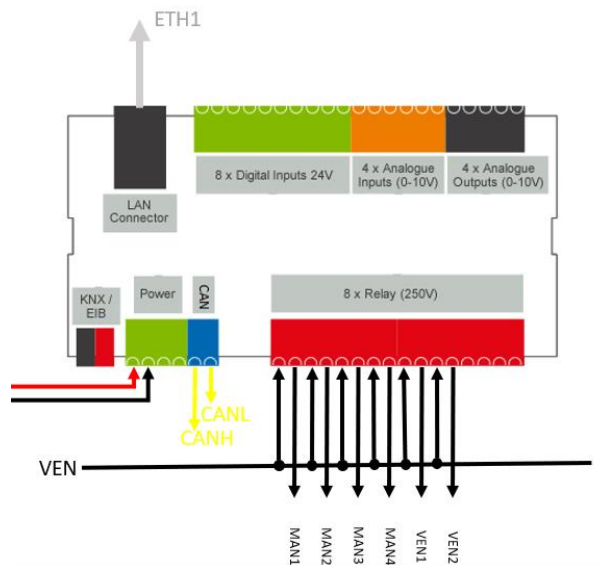 ETH1
8 x Digital Inputs 24V
4 x Analogue
Inputs (0-10V)
4 x Analogue
Outputs (0-10V)
LAN
Connector
KNX /
EIB
Power
CAN
8 x Relay (250V)
CANL
CANH
VEN
MAN1
MAN2
MAN3
MAN4
VEN1
VEN2